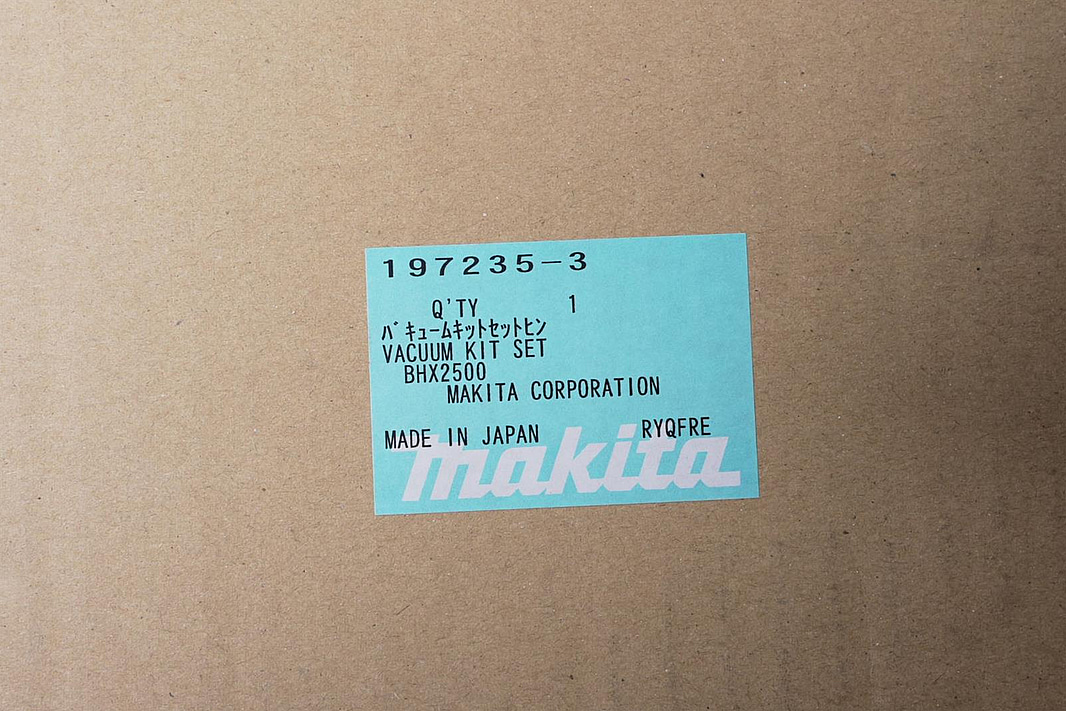 197235-3
Q'TY 1
バキュームキットセットヒン
VACUUM KIT SET
BHX2500
MAKITA CORPORATION
MADE IN JAPAN RYQFRE
makita